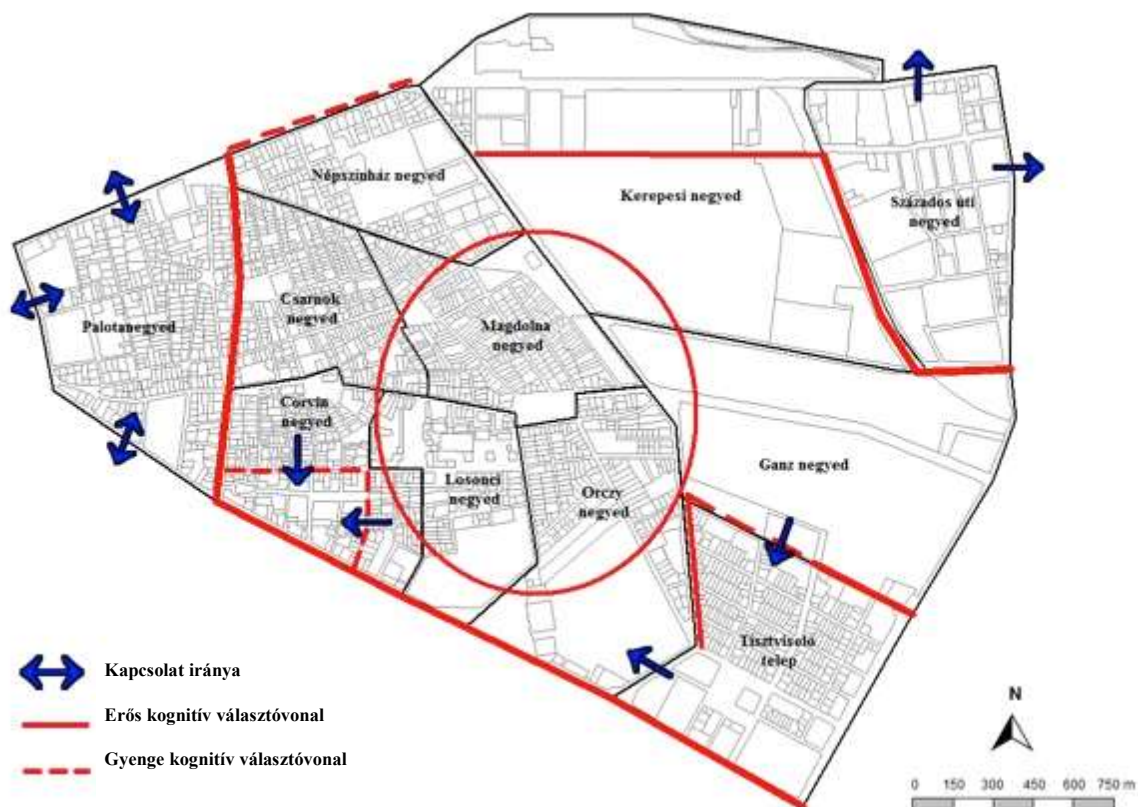 Népszínház negyed
Kerepesi negyed
Százados úti
negyed
Csarnok
negyed
Palotanegyed
Magdolna
negyed
Corvin
negyed
Losonci
negyed
Orczy
negyed
Ganz negyed
Tisztviselő
telep
Kapcsolat iránya
Erős kognitív választóvonal
Gyenge kognitív választóvonal
N
0 150 300 450 600 750 m